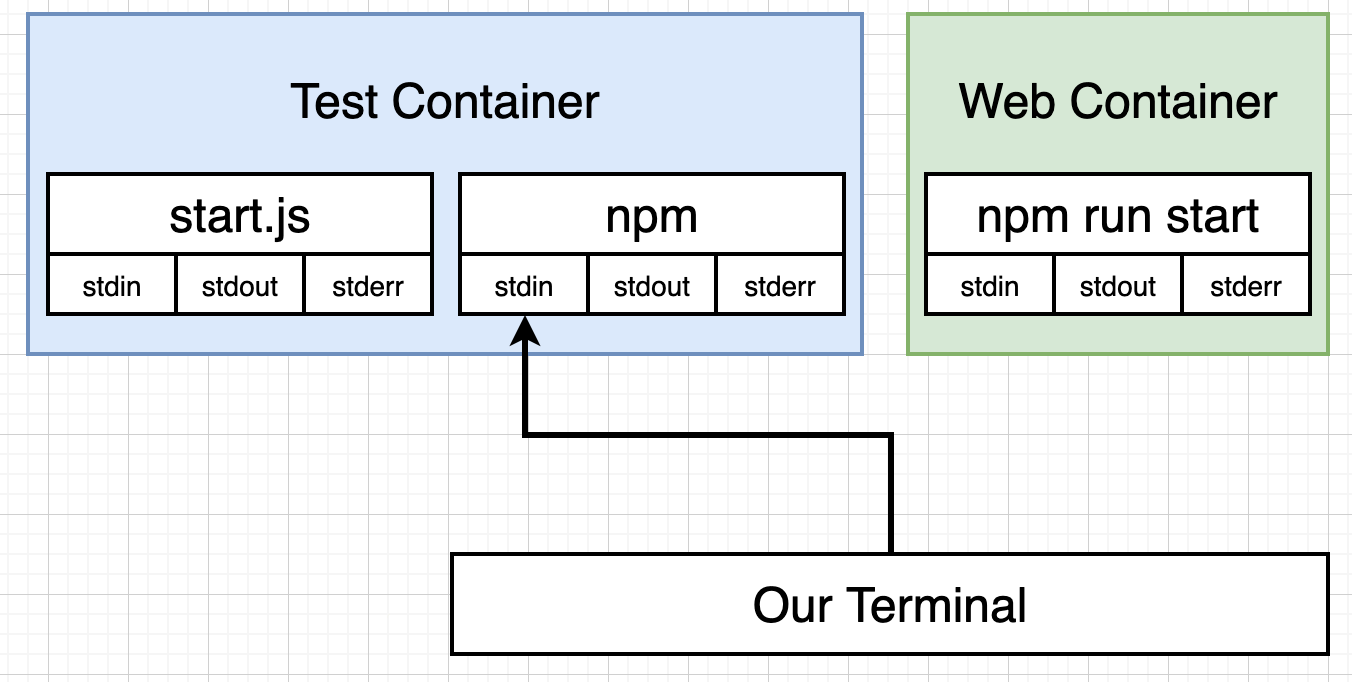 Test Container
Web Container
start.js
npm
npm run start
stdin stdout stderr
stdin stdout stderr
stdin stdout stderr
Our Terminal